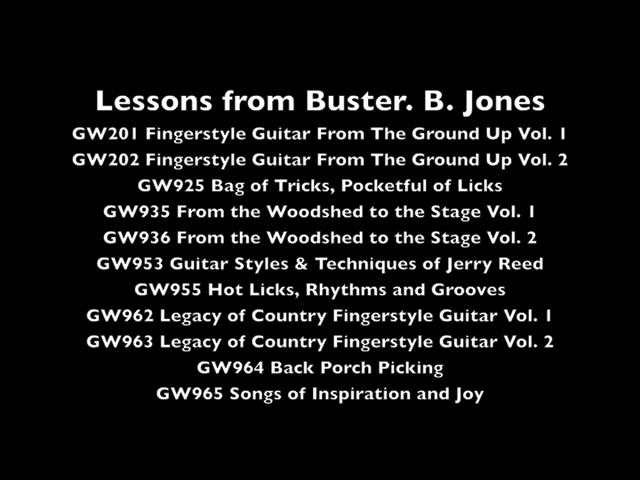 Lessons from Buster. B. Jones
GW201 Fingerstyle Guitar From The Ground Up Vol. 1
GW202 Fingerstyle Guitar From The Ground Up Vol. 2
GW925 Bag of Tricks, Pocketful of Licks
GW935 From the Woodshed to the Stage Vol. 1
GW936 From the Woodshed to the Stage Vol. 2
GW953 Guitar Styles & Techniques of Jerry Reed
GW955 Hot Licks, Rhythms and Grooves
GW962 Legacy of Country Fingerstyle Guitar Vol. 1
GW963 Legacy of Country Fingerstyle Guitar Vol. 2
GW964 Back Porch Picking
GW965 Songs of Inspiration and Joy